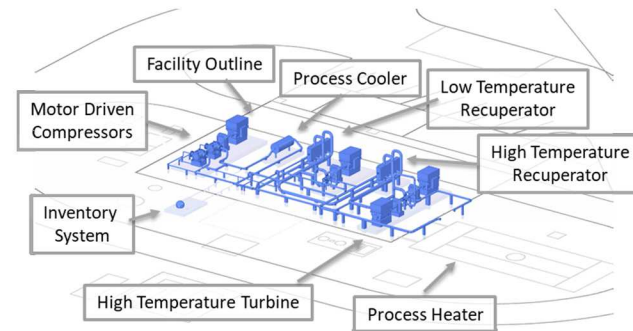 Facility Outline
Process Cooler
Low Temperature
Recuperator
Motor Driven
Compressors
High Temperature
Recuperator
Inventory
System
High Temperature Turbine
Process Heater